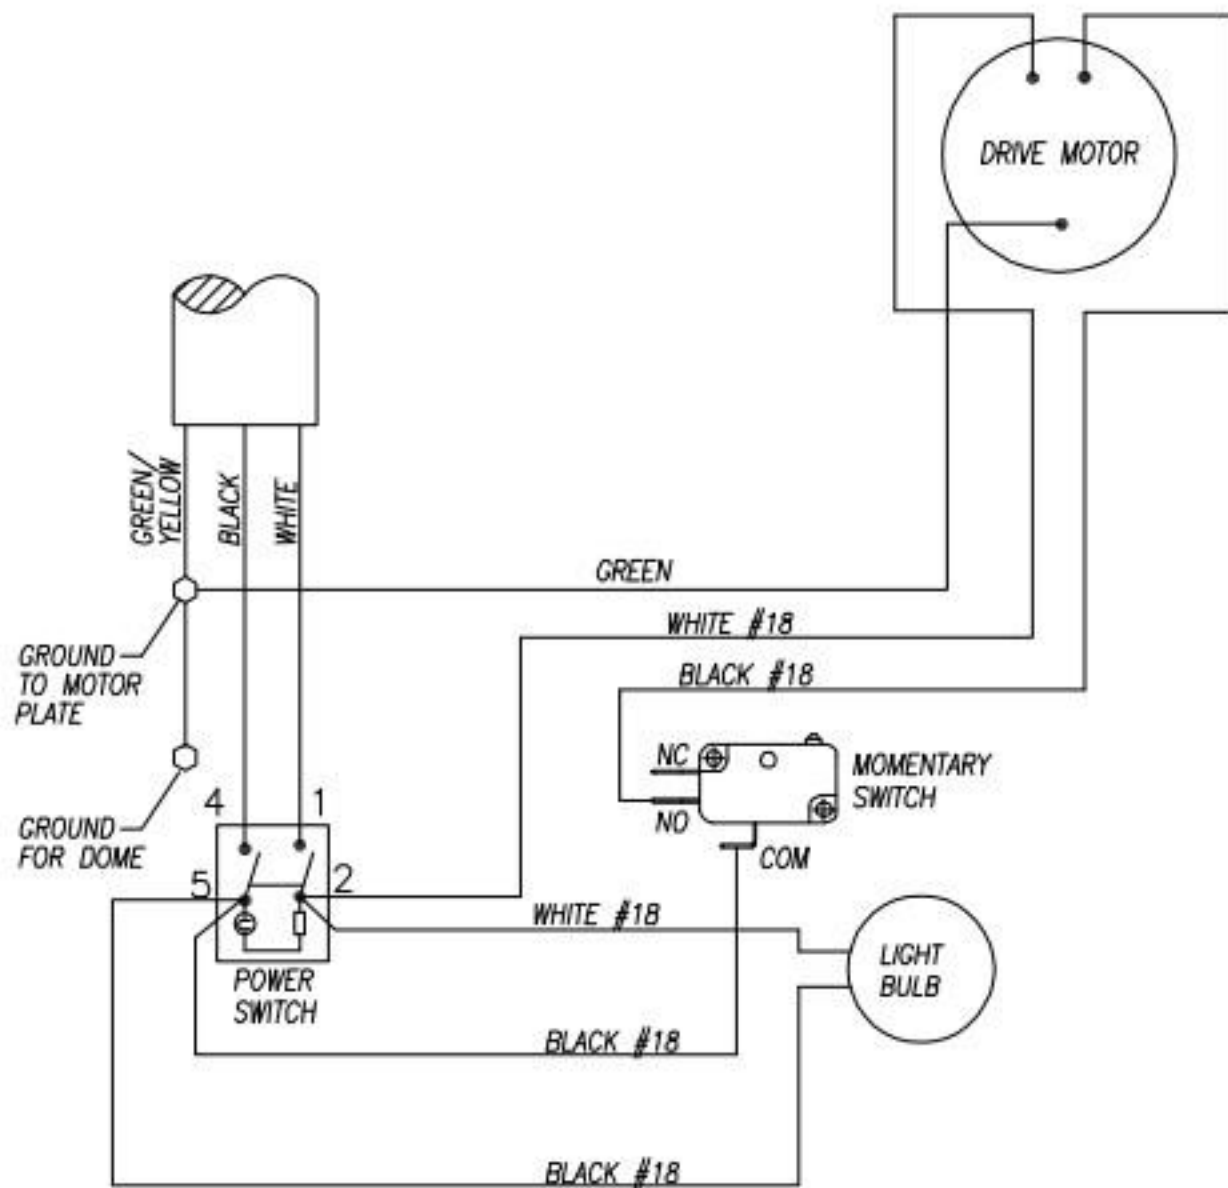 DRIVE MOTOR
GREEN/
YELLOW
BLACK
WHITE
GREEN
WHITE #18
BLACK #18
GROUND
TO MOTOR
PLATE
NC
NO
COM
MOMENTARY
SWITCH
GROUND
FOR DOME
4
1
5
2
WHITE #18
POWER
SWITCH
LIGHT
BULB
BLACK #18
BLACK #18